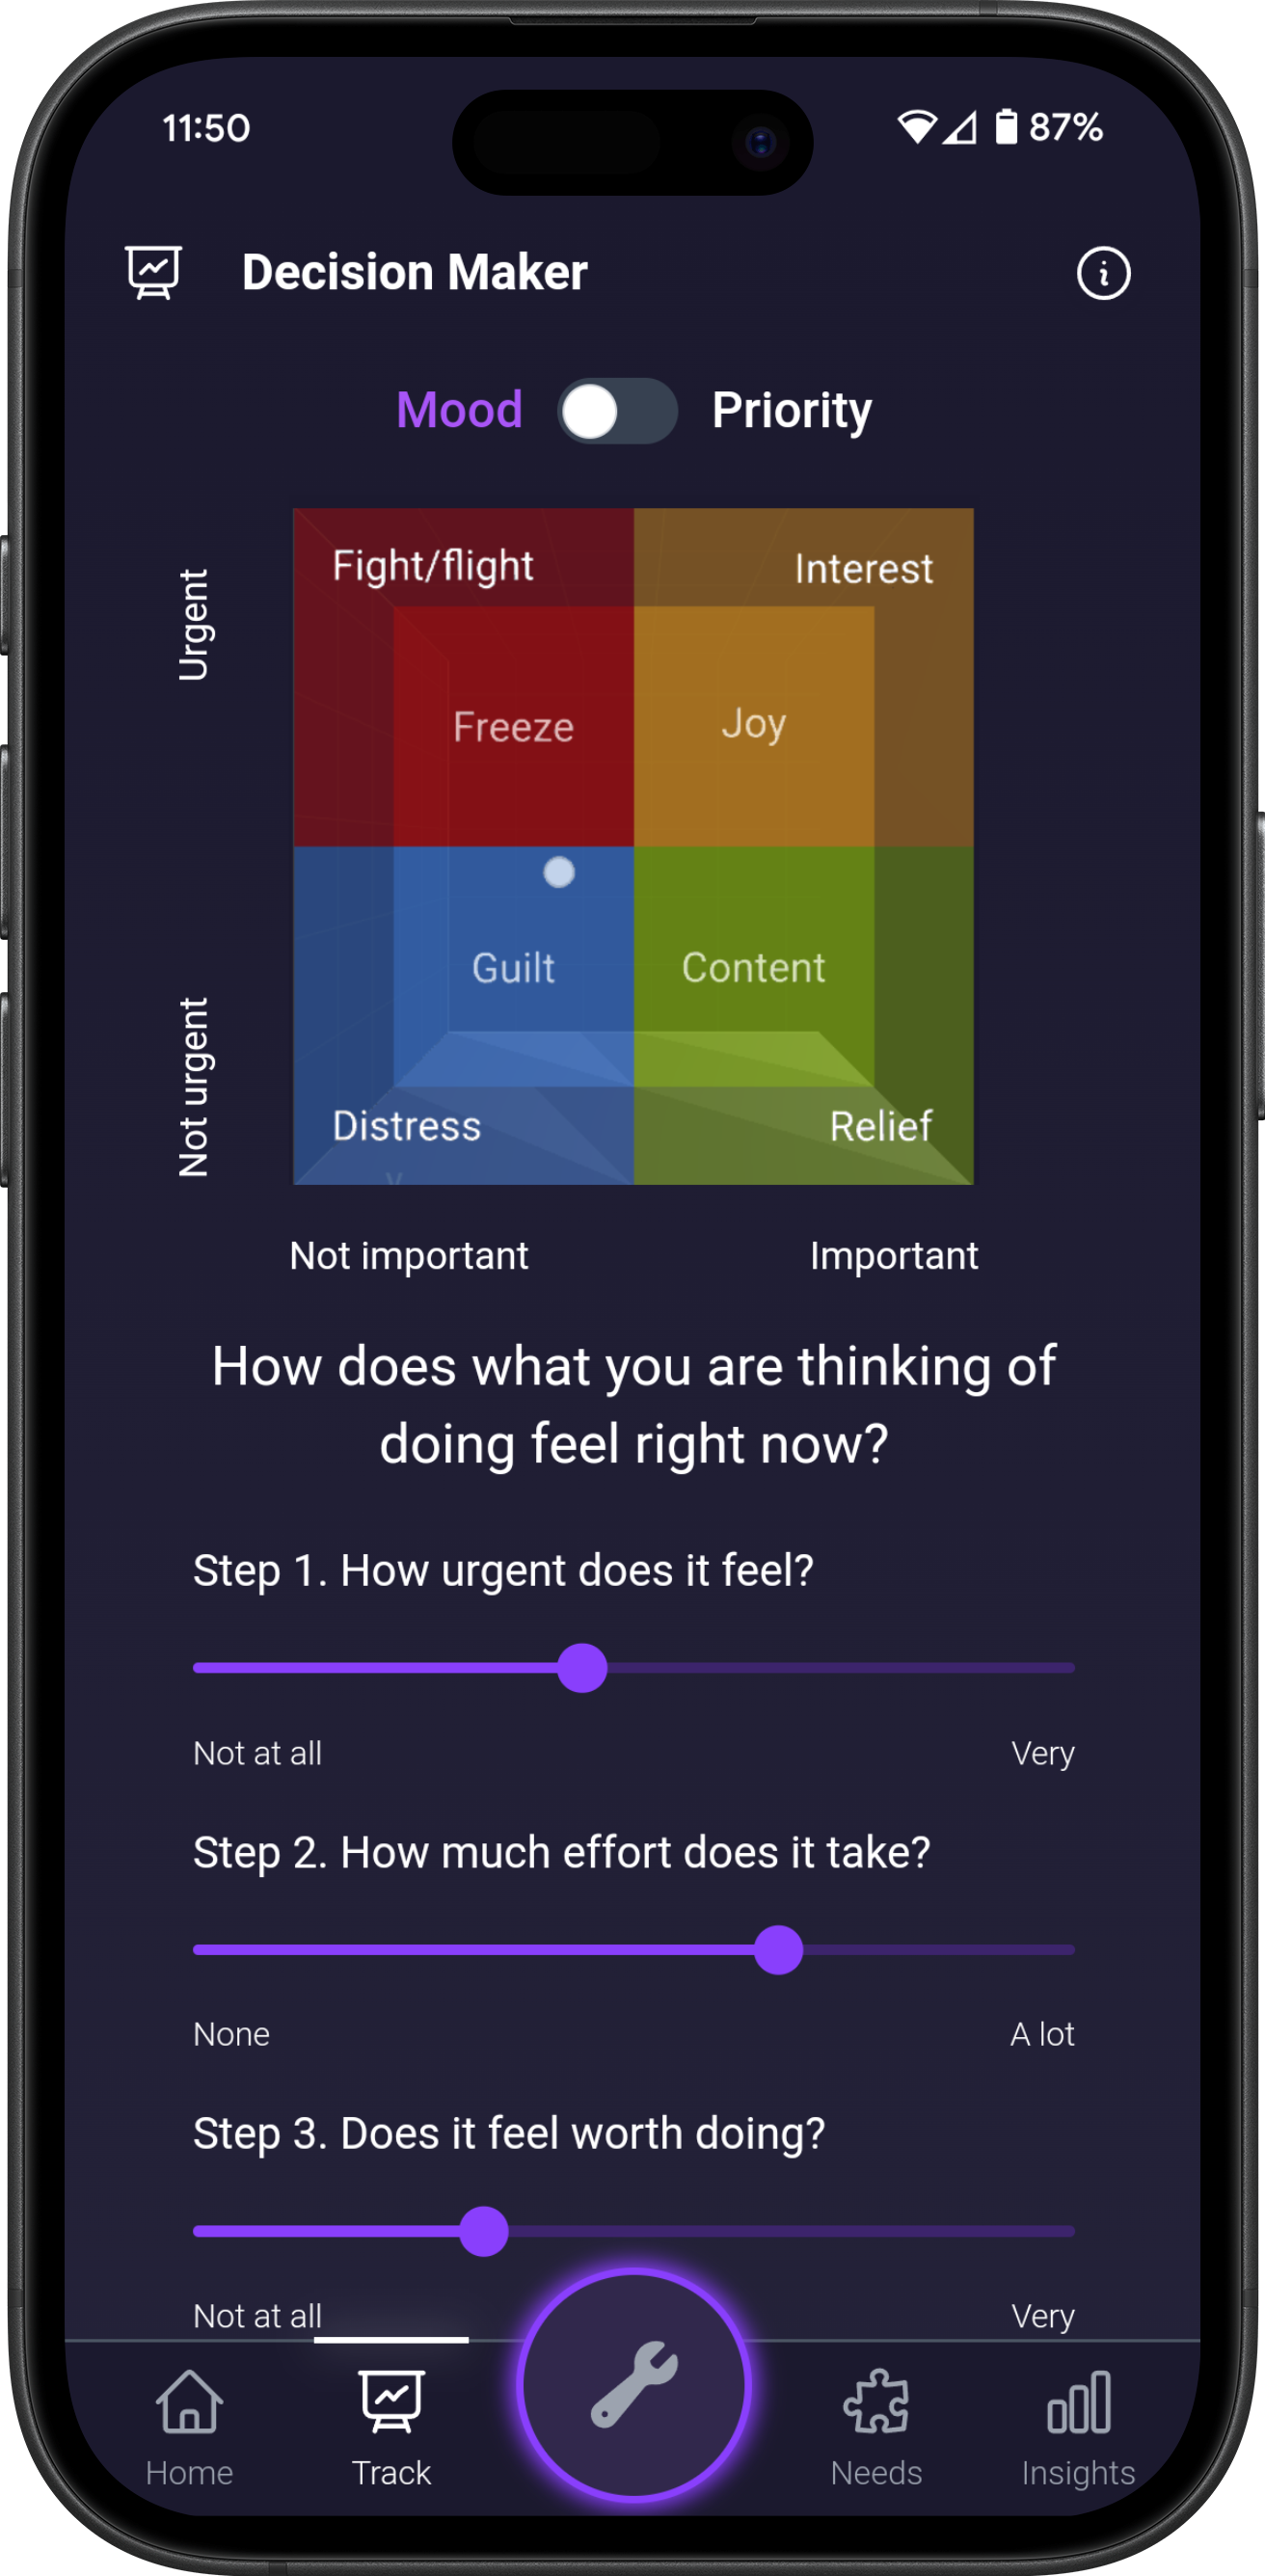 11:50
87%
Decision Maker
Mood
Priority
Urgent
Fight/flight
Interest
Freeze
Joy
Guilt
Content
Not urgent
Distress
Relief
Not important
Important
How does what you are thinking of
doing feel right now?
Step 1. How urgent does it feel?
Not at all
Very
Step 2. How much effort does it take?
None
A lot
Step 3. Does it feel worth doing?
Not at all
Very
Home
Track
Needs
Insights